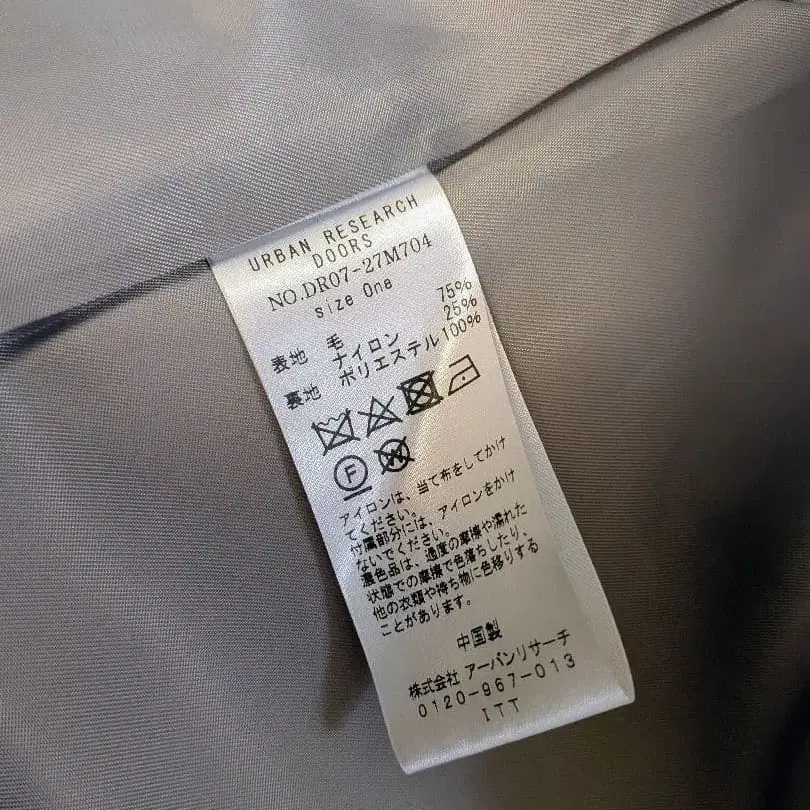 URBAN RESEARCH
DOORS
NO.DR07-27M704
size One
表地 毛 75%
ナイロン 25%
裏地 ポリエステル 100%
F W
アイロンは、当て布をしてかけ
てください。
付属部分には、アイロンをかけ
ないでください。
濃色品は、過度の摩擦や濡れた
状態での摩擦で色落ちしたり、
他の衣類や持ち物に色移りする
ことがあります。
中国製
株式会社 アーバンリサーチ
0120-967-013
ITT